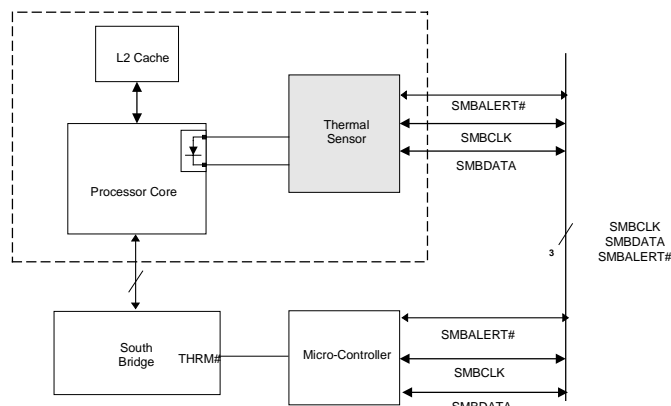 L2 Cache
Thermal
Sensor
SMBALERT#
SMBCLK
SMBDATA
Processor Core
SMBCLK
SMBDATA
SMBALERT#
3
South
Bridge
THRM#
Micro-Controller
SMBALERT#
SMBCLK
SMBDATA